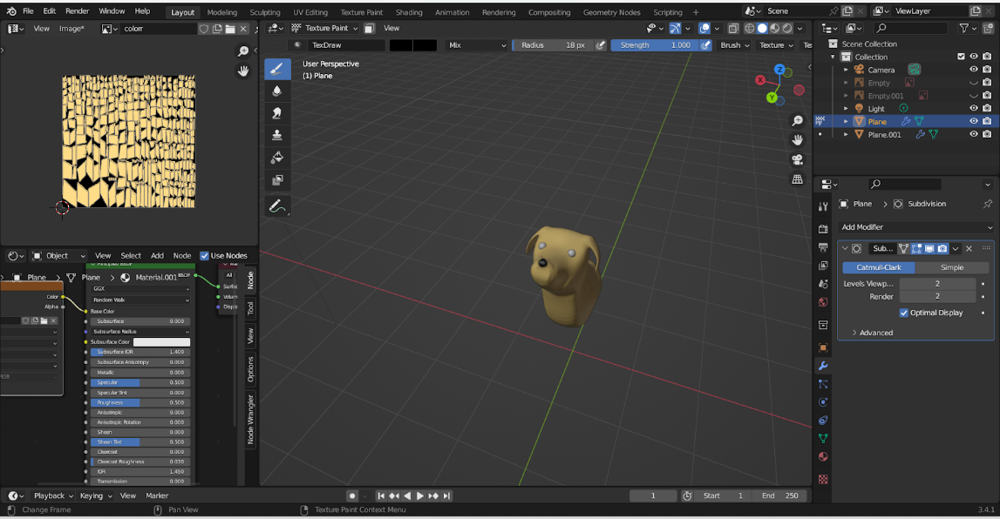 File Edit Render Window Help Layout Modeling Sculpting UV Editing Texture Paint Shading Animation Rendering Compositing Geometry Nodes Scripting + Scene ViewLayer
View Image* colorr Texture Paint View
TexDraw Mix Radius 18 px Strength 1.000 Brush Texture Te
User Perspective
(1) Plane
Z
X
Y
Scene Collection
Collection
Camera
Empty
Empty.001
Light
Plane
Plane.001
Plane > Subdivision
Add Modifier
Sub...
Catmull-Clark Simple
Levels Viewp... 2
Render 2
Optimal Display
Advanced
Object View Select Add Node Use Nodes
Plane > Plane > Material.001
BSDF
GGX
Random Walk
Base Color
Subsurface 0.000
Subsurface Radius
Subsurface Color
Subsurface IOR 1.400
Subsurface Anisotropy 0.000
Metallic 0.000
Specular 0.500
Specular Tint 0.000
Roughness 0.500
Anisotropic 0.000
Anisotropic Rotation 0.000
Sheen 0.000
Sheen Tint 0.500
Clearcoat 0.000
Clearcoat Roughness 0.030
IOR 1.450
Transmission 0.000
Color
Alpha
All
Surfac
Volum
Displa
Node
Tool
View
Options
Node Wrangler
Playback Keying View Marker 1 Start 1 End 250
Change Frame Pan View Texture Paint Context Menu 3.4.1